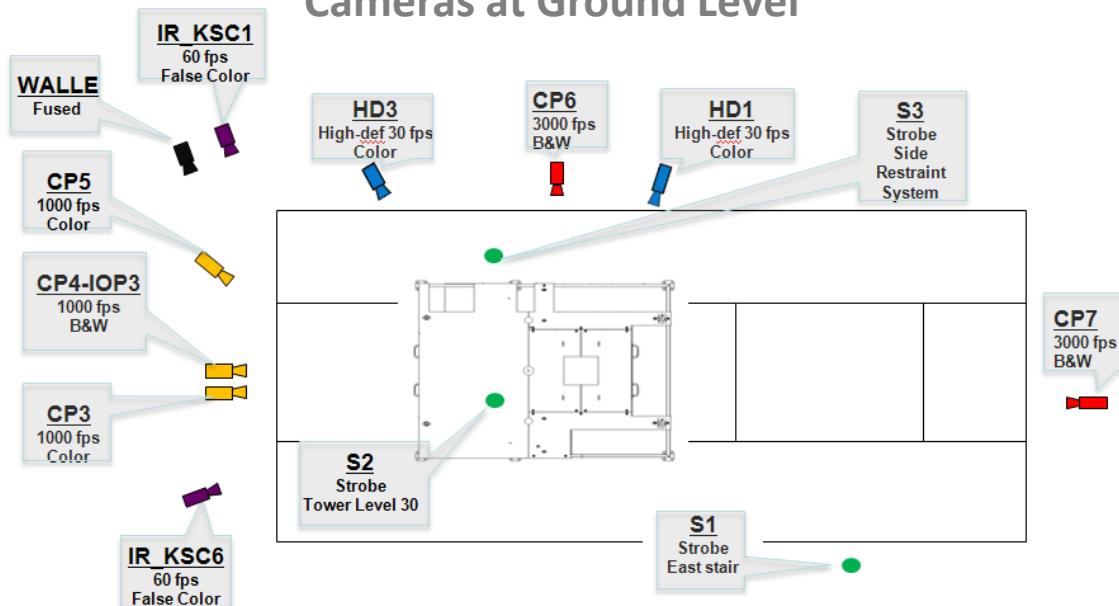 Cameras at Ground Level
IR_KSC1
60 fps
False Color
WALLE
Fused
HD3
High-def 30 fps
Color
CP6
3000 fps
B&W
HD1
High-def 30 fps
Color
S3
Strobe
Side
Restraint
System
CP5
1000 fps
Color
CP4-IOP3
1000 fps
B&W
CP7
3000 fps
B&W
CP3
1000 fps
Color
S2
Strobe
Tower Level 30
S1
Strobe
East stair
IR_KSC6
60 fps
False Color